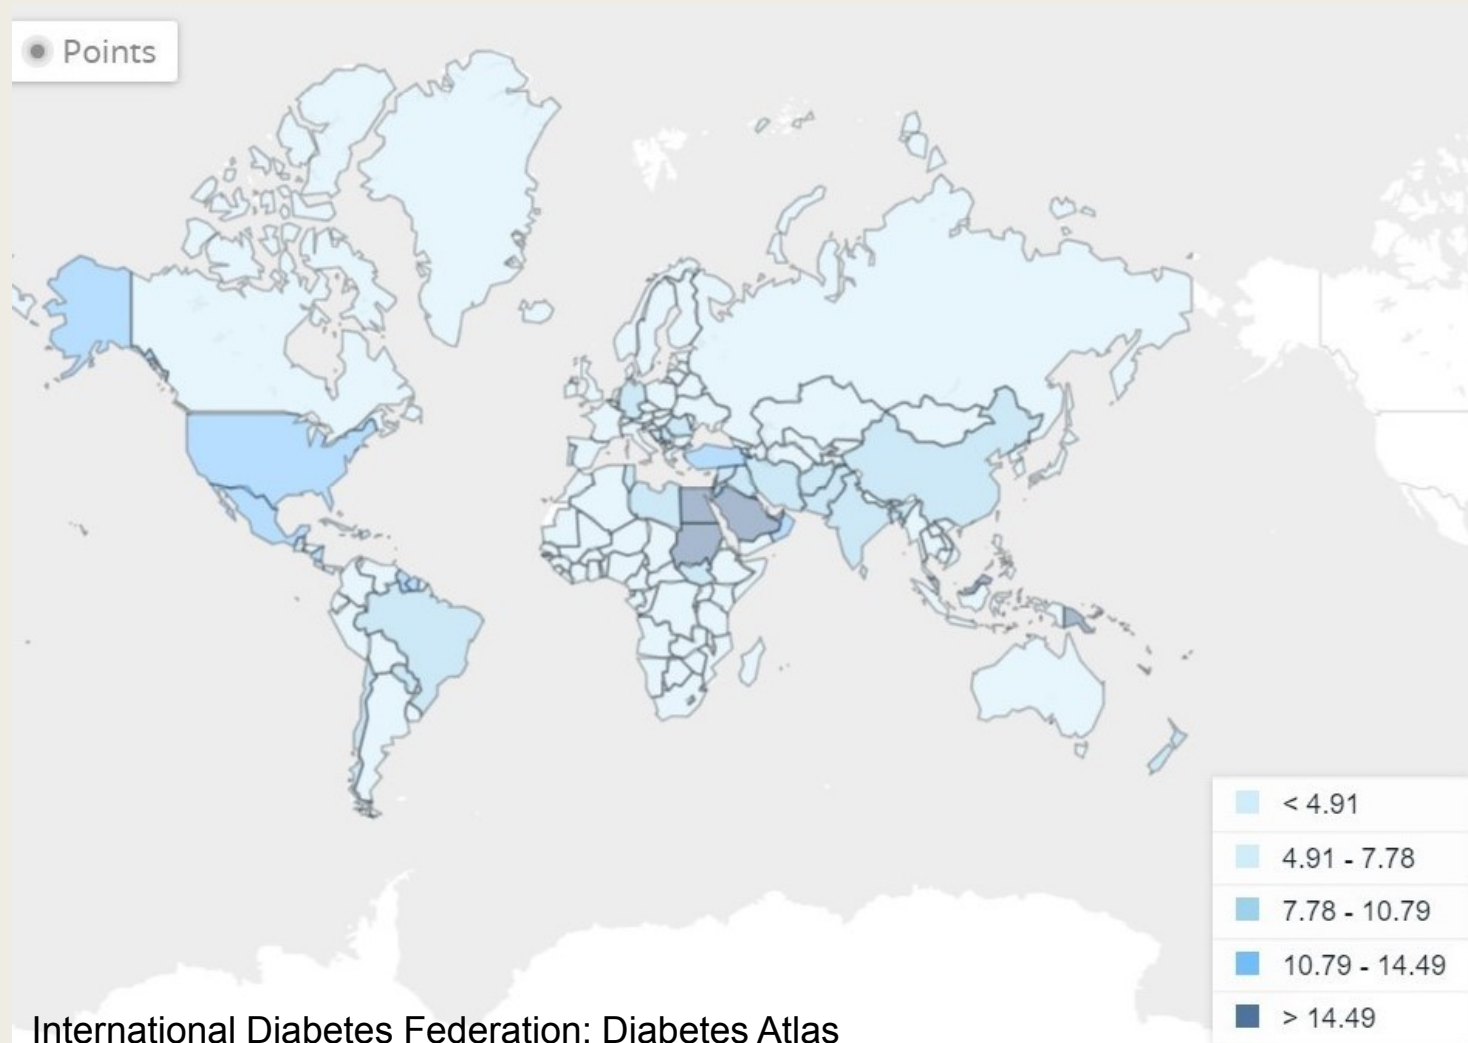 Points
< 4.91
4.91 - 7.78
7.78 - 10.79
10.79 - 14.49
> 14.49
International Diabetes Federation: Diabetes Atlas